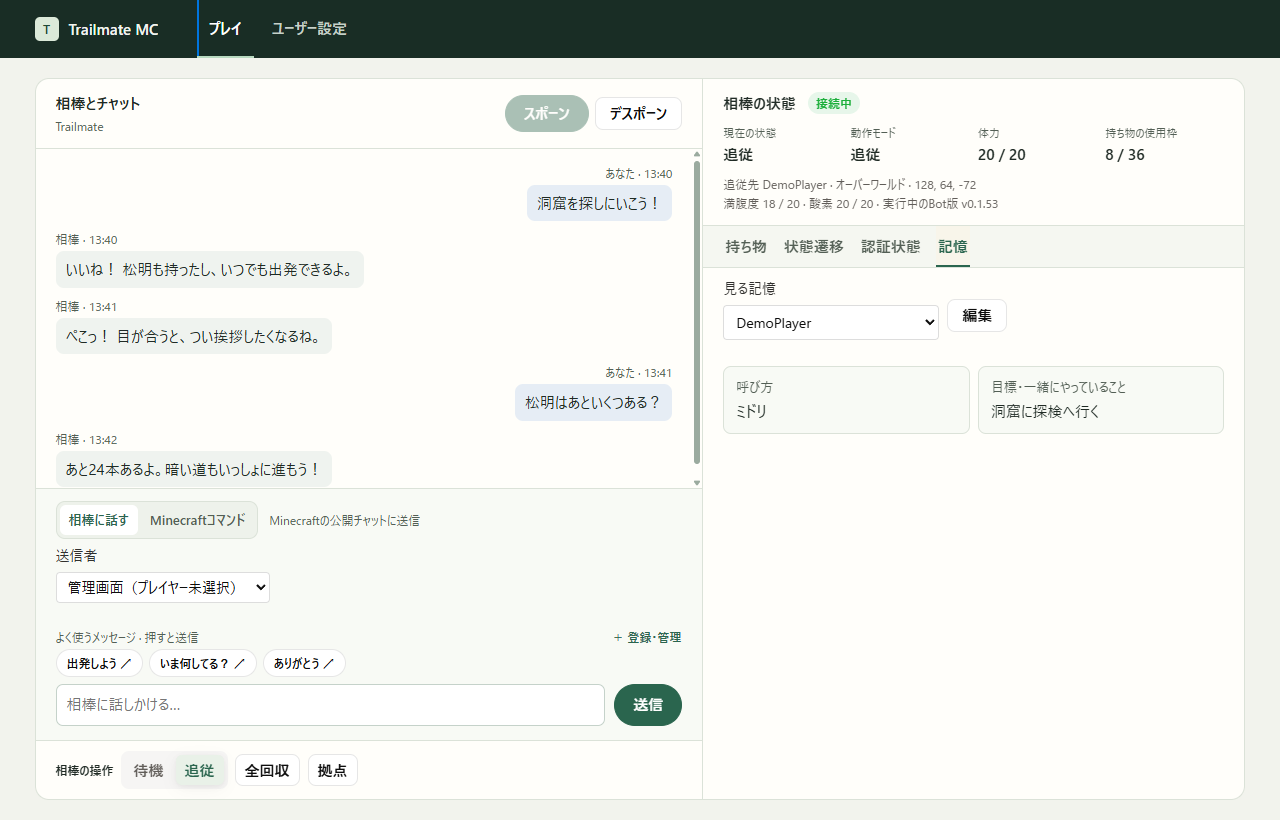 T Trailmate MC プレイ ユーザー設定
相棒とチャット
Trailmate
スポーン デスポーン
あなた · 13:40
洞窟を探しにいこう！
相棒 · 13:40
いいね！ 松明も持ったし、いつでも出発できるよ。
相棒 · 13:41
ぺこっ！ 目が合うと、つい挨拶したくなるね。
あなた · 13:41
松明はあといくつある？
相棒 · 13:42
あと24本あるよ。暗い道もいっしょに進もう！
相棒に話す Minecraftコマンド Minecraftの公開チャットに送信
送信者
管理画面（プレイヤー未選択）
よく使うメッセージ · 押すと送信 ＋ 登録・管理
出発しよう ／ いま何してる？ ／ ありがとう ／
相棒に話しかける... 送信
相棒の操作 待機 追従 全回収 拠点
相棒の状態 接続中
現在の状態 動作モード 体力 持ち物の使用枠
追従 追従 20 / 20 8 / 36
追従先 DemoPlayer · オーバーワールド · 128, 64, -72
満腹度 18 / 20 · 酸素 20 / 20 · 実行中のBot版 v0.1.53
持ち物 状態遷移 認証状態 記憶
見る記憶
DemoPlayer 編集
呼び方
ミドリ
目標・一緒にやっていること
洞窟に探検へ行く